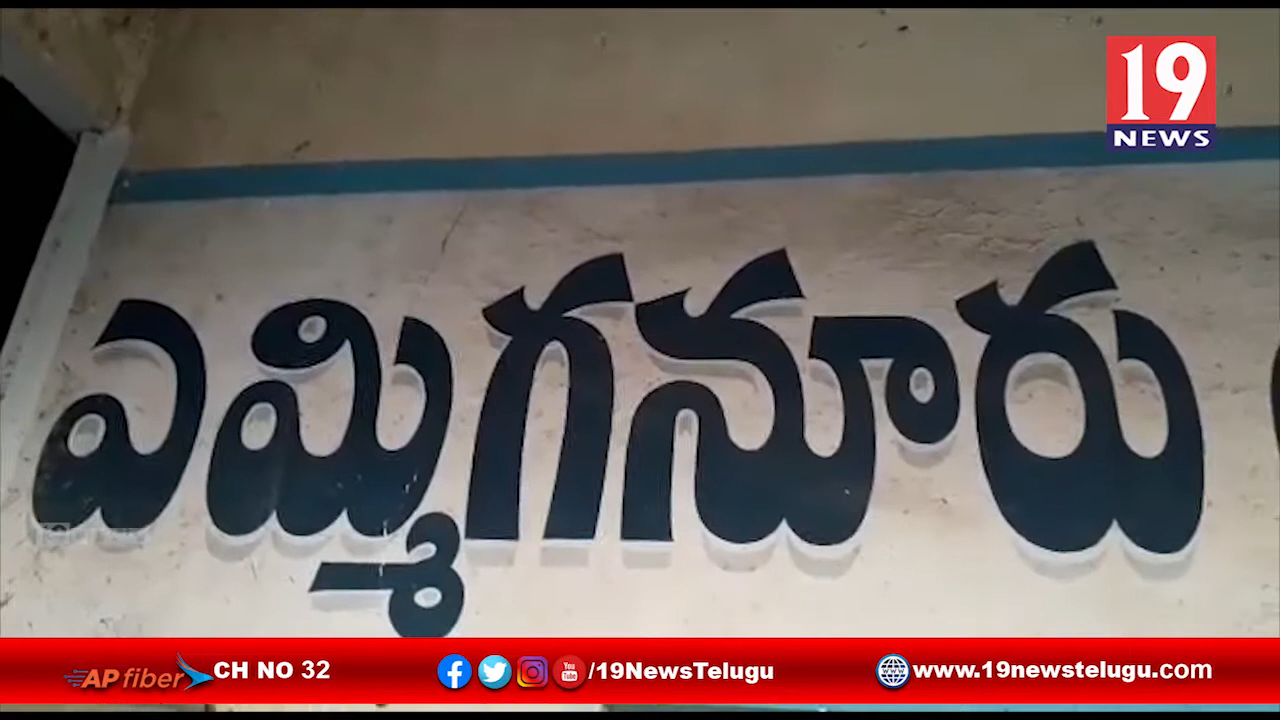 19
NEWS
ఎమ్మిగనూరు
AP fiber CH NO 32 /19NewsTelugu www.19newstelugu.com